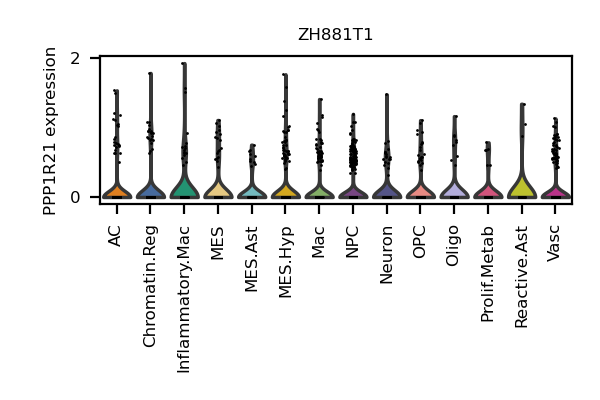 ZH881T1
PPP1R21 expression
2
0
AC
Chromatin.Reg
Inflammatory.Mac
MES
MES.Ast
MES.Hyp
Mac
NPC
Neuron
OPC
Oligo
Prolif.Metab
Reactive.Ast
Vasc